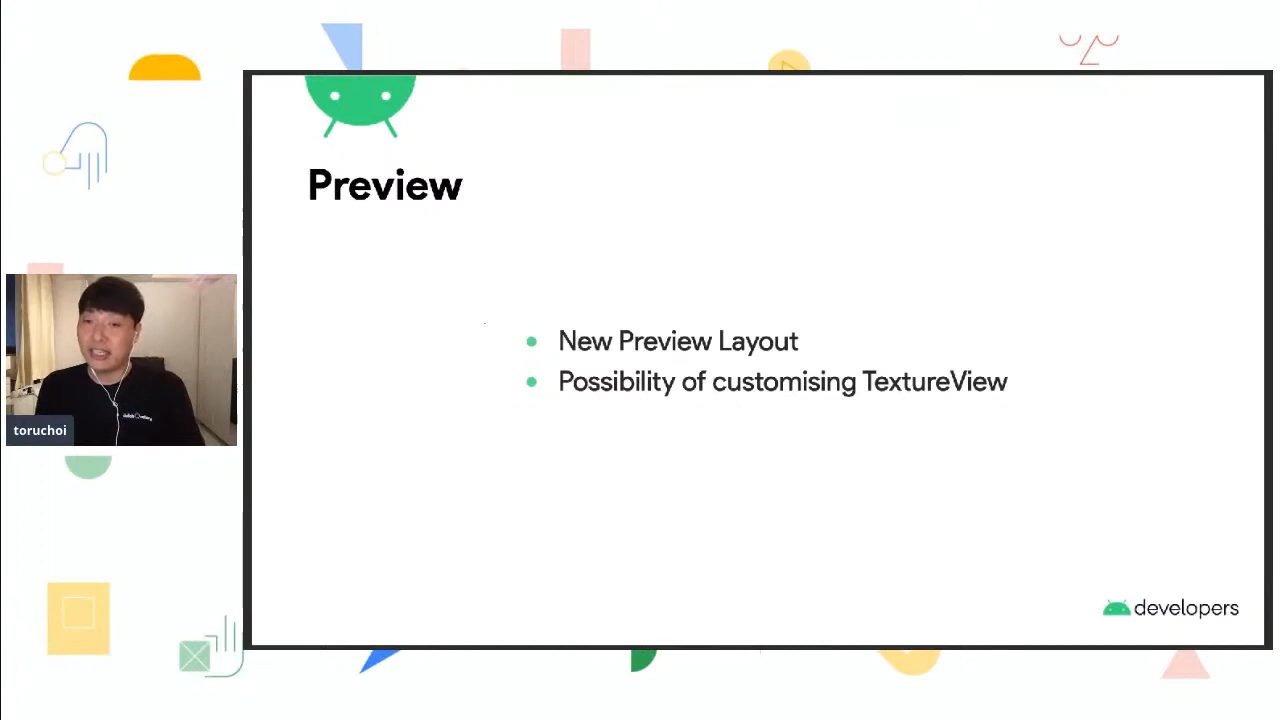 Preview
New Preview Layout
Possibility of customising TextureView
toruchoi
developers